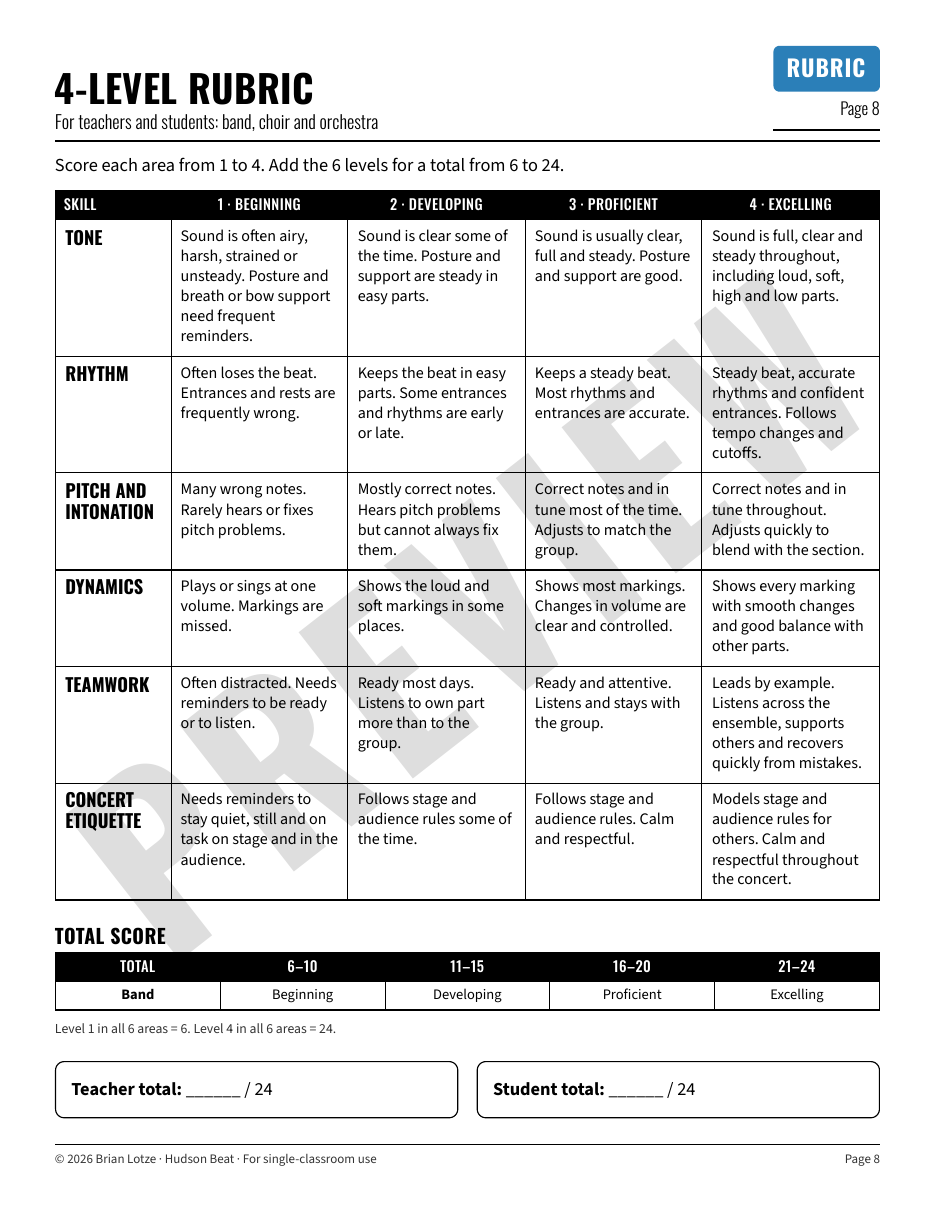 RUBRIC
4-LEVEL RUBRIC
Page 8
For teachers and students: band, choir and orchestra
Score each area from 1 to 4. Add the 6 levels for a total from 6 to 24.
SKILL 1 · BEGINNING 2 · DEVELOPING 3 · PROFICIENT 4 · EXCELLING
TONE
Sound is often airy,
harsh, strained or
unsteady. Posture and
breath or bow support
need frequent
reminders.
Sound is clear some of
the time. Posture and
support are steady in
easy parts.
Sound is usually clear,
full and steady. Posture
and support are good.
Sound is full, clear and
steady throughout,
including loud, soft,
high and low parts.
RHYTHM
Often loses the beat.
Entrances and rests are
frequently wrong.
Keeps the beat in easy
parts. Some entrances
and rhythms are early
or late.
Keeps a steady beat.
Most rhythms and
entrances are accurate.
Steady beat, accurate
rhythms and confident
entrances. Follows
tempo changes and
cutoffs.
PITCH AND
INTONATION
Many wrong notes.
Rarely hears or fixes
pitch problems.
Mostly correct notes.
Hears pitch problems
but cannot always fix
them.
Correct notes and in
tune most of the time.
Adjusts to match the
group.
Correct notes and in
tune throughout.
Adjusts quickly to
blend with the section.
DYNAMICS
Plays or sings at one
volume. Markings are
missed.
Shows the loud and
soft markings in some
places.
Shows most markings.
Changes in volume are
clear and controlled.
Shows every marking
with smooth changes
and good balance with
other parts.
TEAMWORK
Often distracted. Needs
reminders to be ready
or to listen.
Ready most days.
Listens to own part
more than to the
group.
Ready and attentive.
Listens and stays with
the group.
Leads by example.
Listens across the
ensemble, supports
others and recovers
quickly from mistakes.
CONCERT
ETIQUETTE
Needs reminders to
stay quiet, still and on
task on stage and in the
audience.
Follows stage and
audience rules some of
the time.
Follows stage and
audience rules. Calm
and respectful.
Models stage and
audience rules for
others. Calm and
respectful throughout
the concert.
PREVIEW
TOTAL SCORE
TOTAL 6–10 11–15 16–20 21–24
Band Beginning Developing Proficient Excelling
Level 1 in all 6 areas = 6. Level 4 in all 6 areas = 24.
Teacher total: ______ / 24
Student total: ______ / 24
© 2026 Brian Lotze · Hudson Beat · For single-classroom use
Page 8